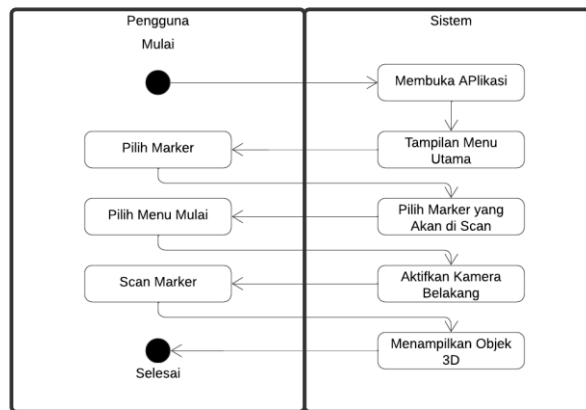 Pengguna
Sistem
Mulai
Membuka APlikasi
Pilih Marker
Tampilan Menu
Utama
Pilih Menu Mulai
Pilih Marker yang
Akan di Scan
Scan Marker
Aktifkan Kamera
Belakang
Menampilkan Objek
3D
Selesai